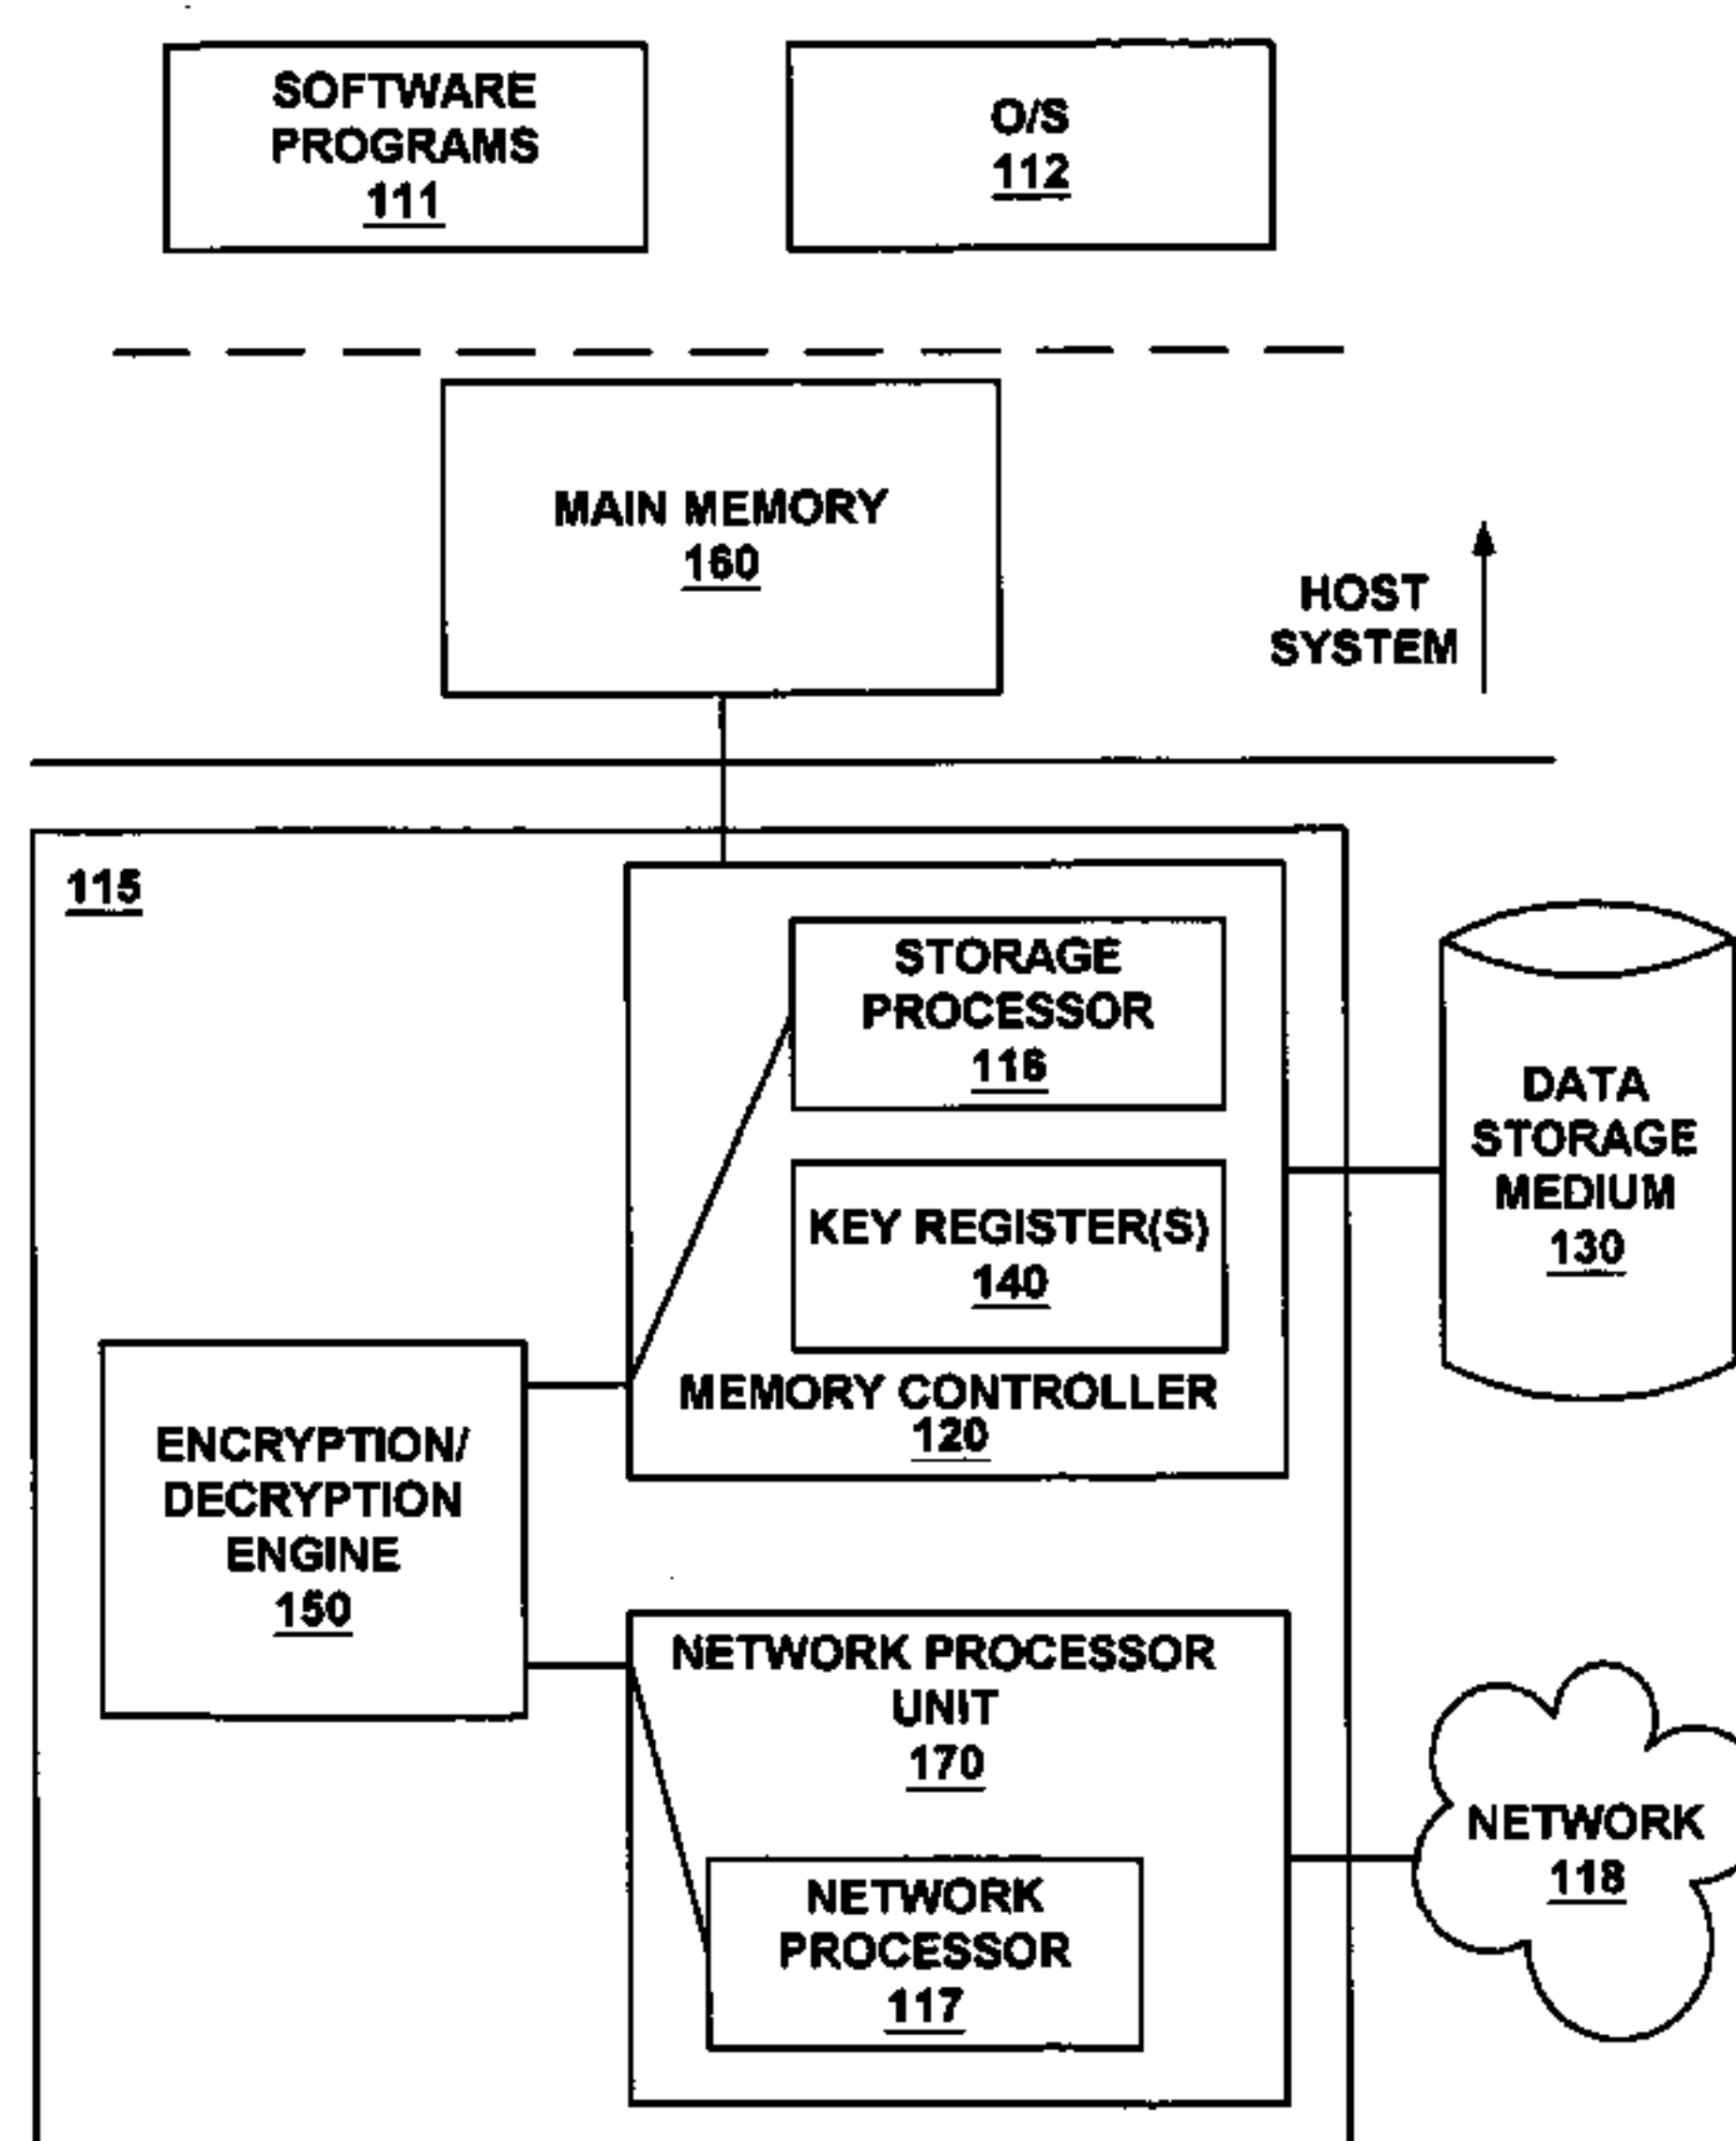 SOFTWARE
PROGRAMS
111
O/S
112
MAIN MEMORY
160
HOST
SYSTEM
115
STORAGE
PROCESSOR
116
KEY REGISTER(S)
140
MEMORY CONTROLLER
120
DATA
STORAGE
MEDIUM
130
ENCRYPTION/
DECRYPTION
ENGINE
150
NETWORK PROCESSOR
UNIT
170
NETWORK
PROCESSOR
117
NETWORK
118